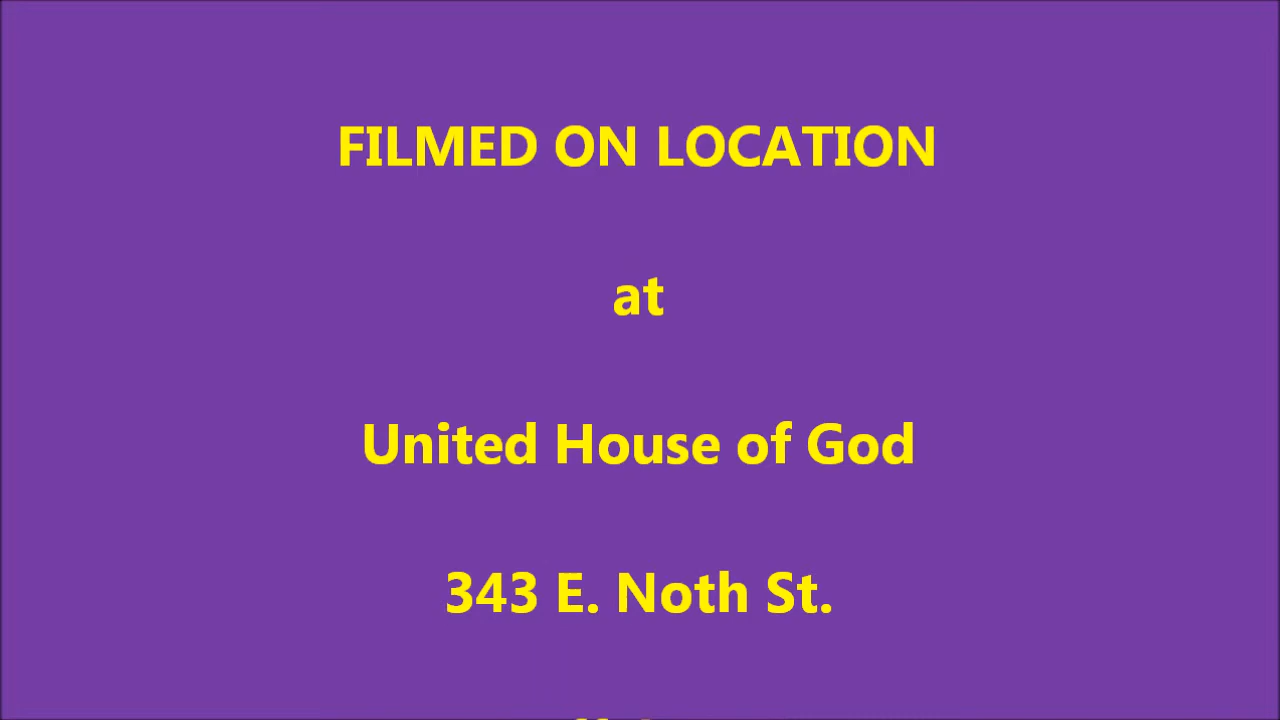 FILMED ON LOCATION
at
United House of God
343 E. Noth St.